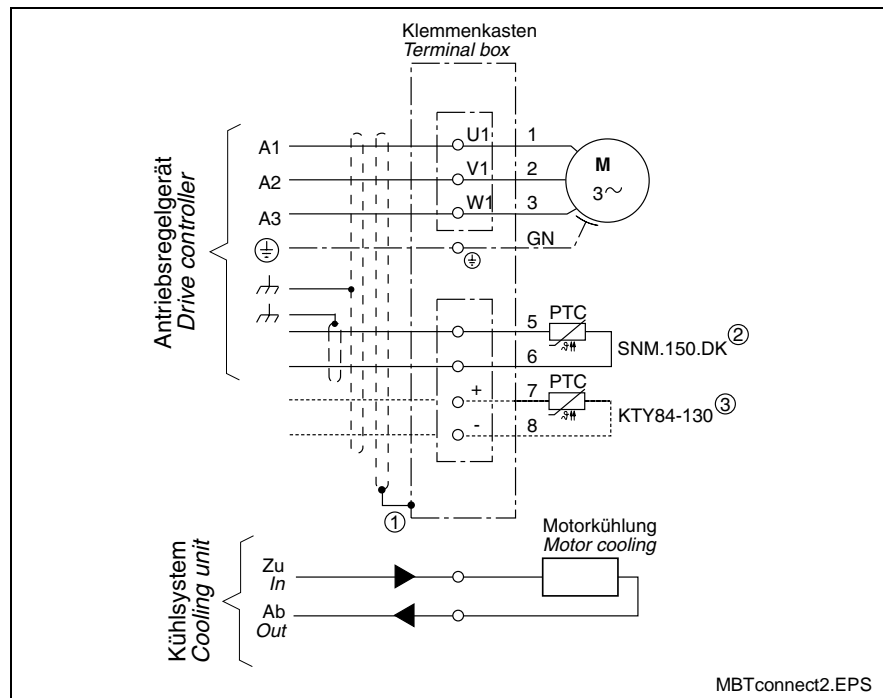 Klemmenkasten
Terminal box
Antriebsregelgerät
Drive controller
A1
U1
1
A2
V1
2
A3
W1
3
M
3~
GN
5
PTC
6
SNM.150.DK ②
+
7
PTC
-
8
KTY84-130 ③
①
Kühlsystem
Cooling unit
Zu
In
Ab
Out
Motorkühlung
Motor cooling
MBTconnect2.EPS